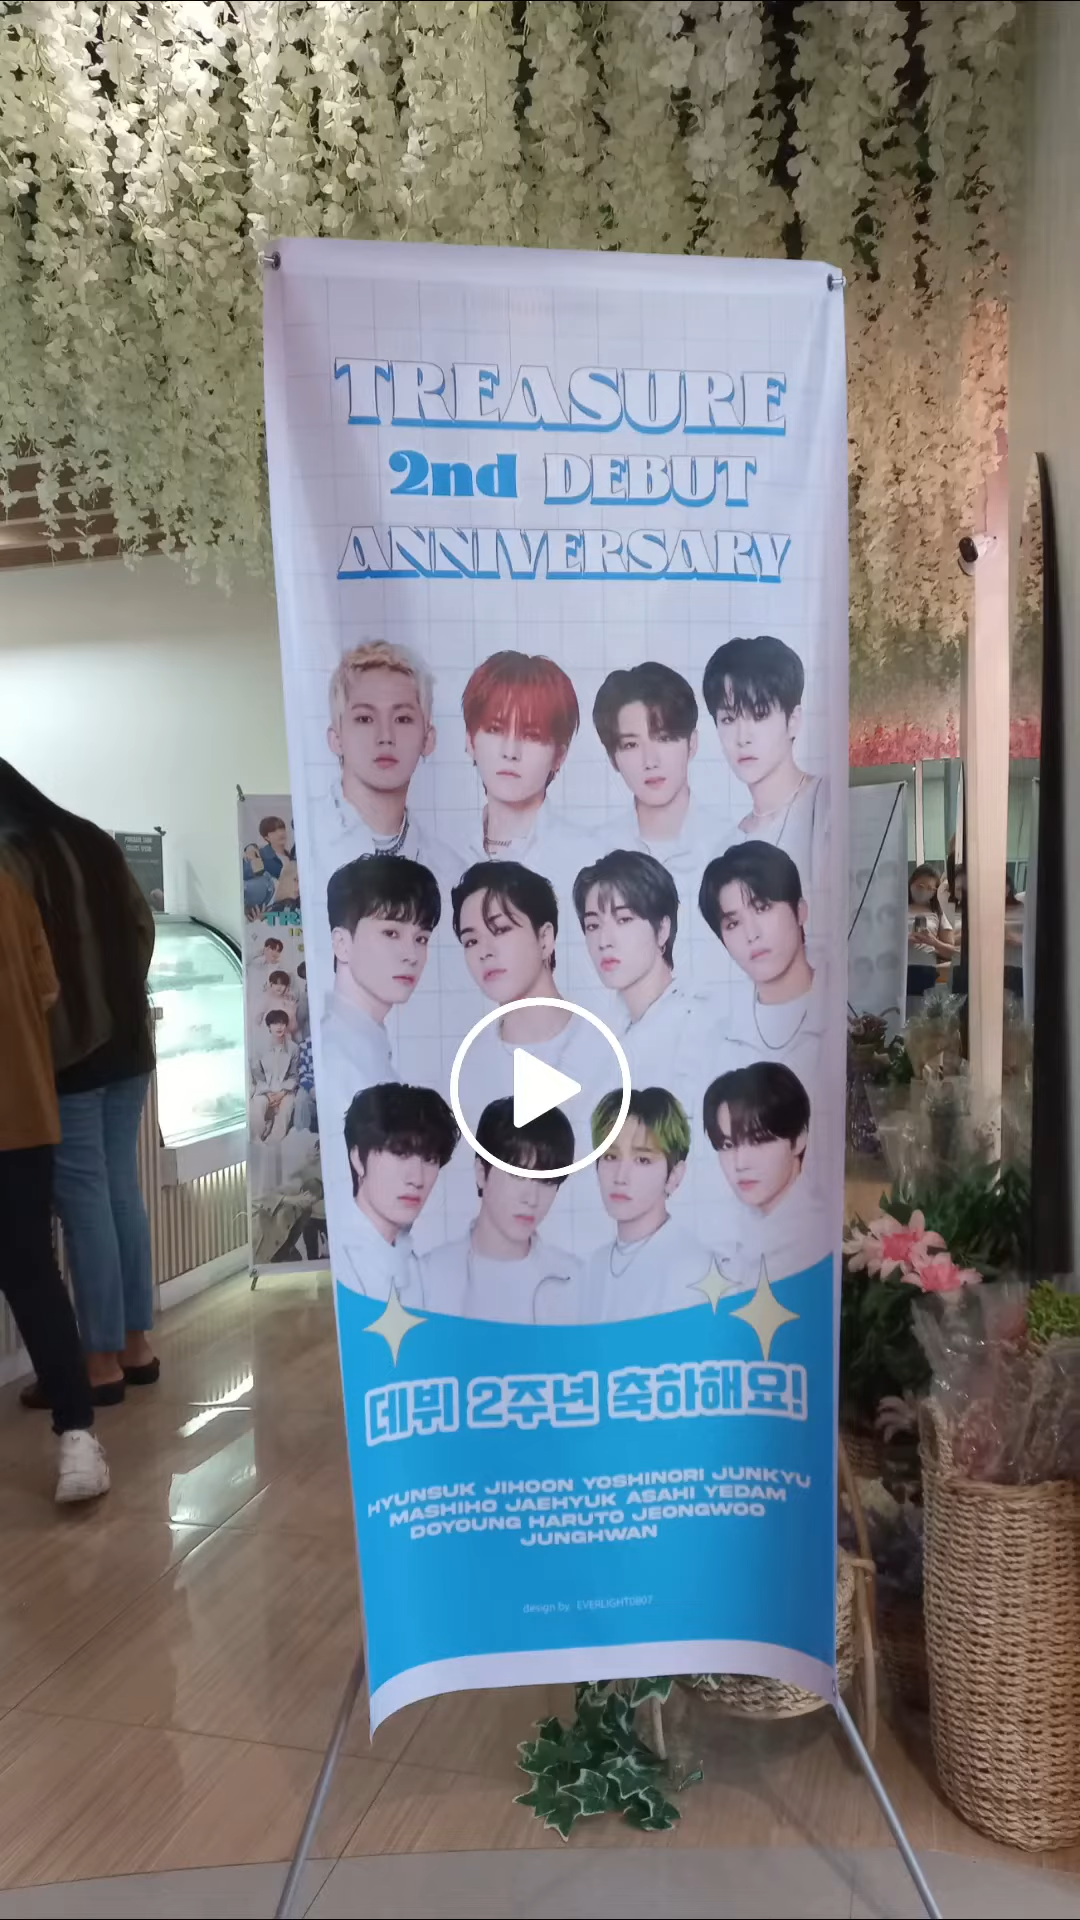 TREASURE
2nd DEBUT
ANNIVERSARY
데뷔 2주년 축하해요!
HYUNSUK JIHOON YOSHINORI JUNKYU
MASHIHO JAEHYUK ASAHI YEDAM
DOYOUNG HARUTO JEONGWOO
JUNGHWAN
design by EVERLIGHT0807